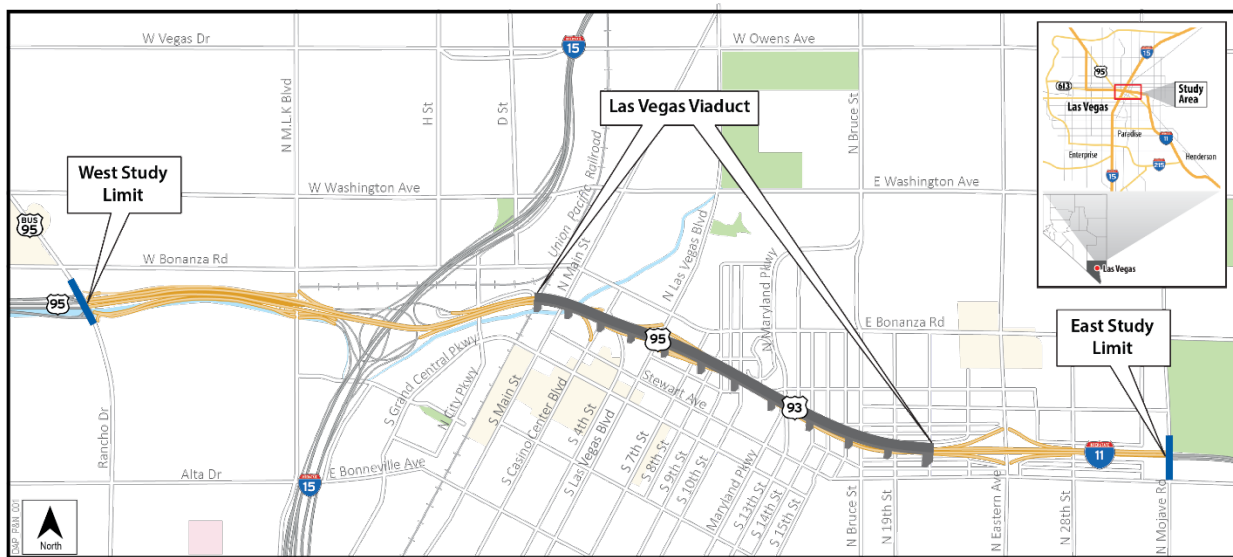 W Vegas Dr
15
W Owens Ave
N M.L.K Blvd
H St
D St
Union Pacific Railroad
N Main St
Las Vegas Viaduct
N Bruce St
West Study
Limit
BUS
95
W Washington Ave
E Washington Ave
W Bonanza Rd
95
N Las Vegas Blvd
N Maryland Pkwy
E Bonanza Rd
East Study
Limit
95
93
11
Rancho Dr
Alta Dr
S Grand Central Pkwy
N City Pkwy
S Main St
S Casino Center Blvd
S 4th St
S Las Vegas Blvd
Stewart Ave
S 7th St
S 8th St
S 9th St
S 10th St
Maryland Pkwy
S 13th St
S 14th St
S 15th St
N Bruce St
N 19th St
N Eastern Ave
N 28th St
N Mojave Rd
INTERSTATE
15
E Bonneville Ave
North
D4P_P&N_001
15
95
613
Las Vegas
Study
Area
Paradise
11
Enterprise
Henderson
215
15
Las Vegas